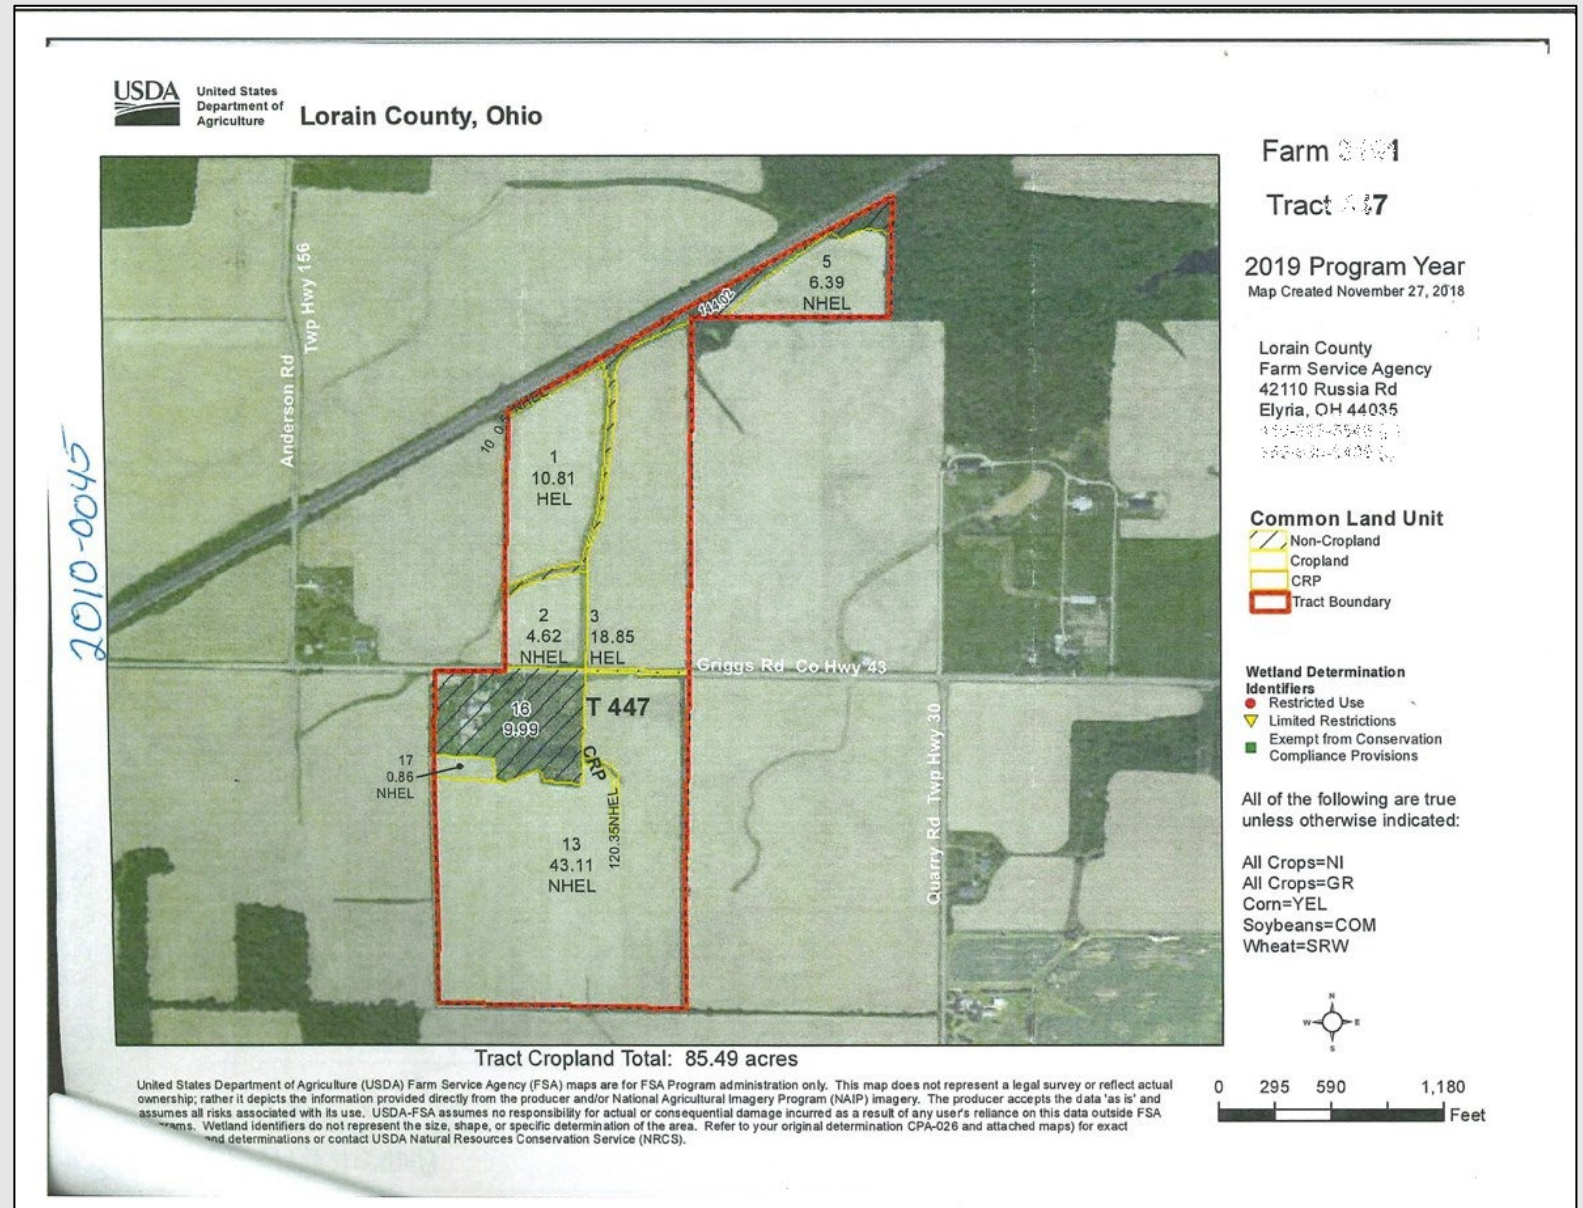 USDA
United States
Department of
Agriculture
Lorain County, Ohio
Farm
Tract
2019 Program Year
Map Created November 27, 2018
Lorain County
Farm Service Agency
42110 Russia Rd
Elyria, OH 44035
Common Land Unit
Non-Cropland
Cropland
CRP
Tract Boundary
Wetland Determination
Identifiers
Restricted Use
Limited Restrictions
Exempt from Conservation
Compliance Provisions
All of the following are true
unless otherwise indicated:
All Crops=NI
All Crops=GR
Corn=YEL
Soybeans=COM
Wheat=SRW
N
W E
S
0 295 590 1,180
Feet
2010-0045
Twp Hwy 156
Anderson Rd
5
6.39
NHEL
10 NHEL
1
10.81
HEL
2
4.62
NHEL
3
18.85
HEL
Griggs Rd Co Hwy 43
16
9.99
T 447
CRP
17
0.86
NHEL
120.35NHEL
13
43.11
NHEL
Quarry Rd Twp Hwy 30
Tract Cropland Total: 85.49 acres
United States Department of Agriculture (USDA) Farm Service Agency (FSA) maps are for FSA Program administration only. This map does not represent a legal survey or reflect actual
ownership; rather it depicts the information provided directly from the producer and/or National Agricultural Imagery Program (NAIP) imagery. The producer accepts the data 'as is' and
assumes all risks associated with its use. USDA-FSA assumes no responsibility for actual or consequential damage incurred as a result of any user's reliance on this data outside FSA
Wetland identifiers do not represent the size, shape, or specific determination of the area. Refer to your original determination CPA-026 and attached maps) for exact
determinations or contact USDA Natural Resources Conservation Service (NRCS).